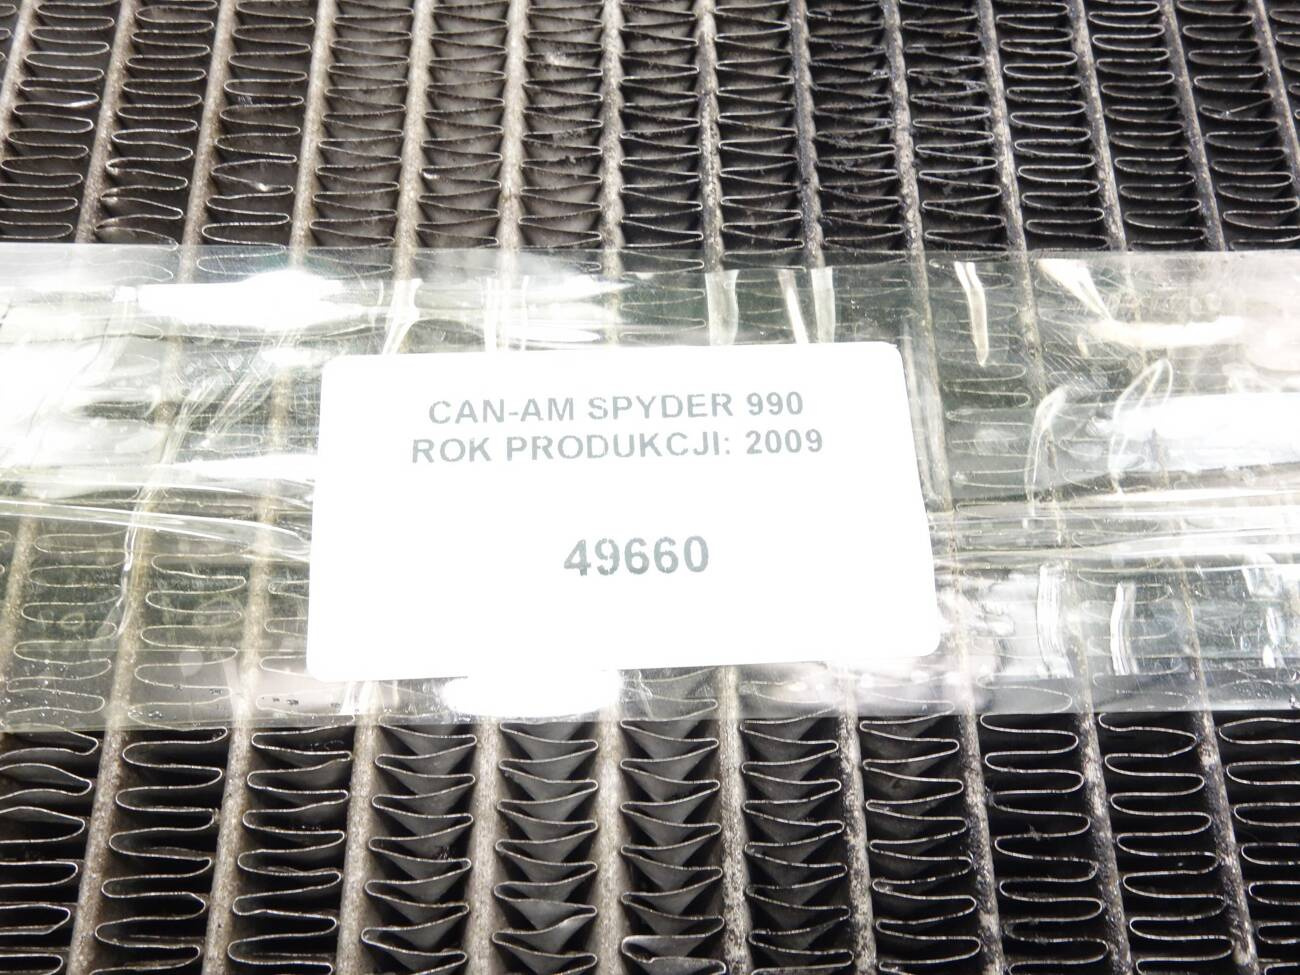 CAN-AM SPYDER 990
ROK PRODUKCJI: 2009
49660